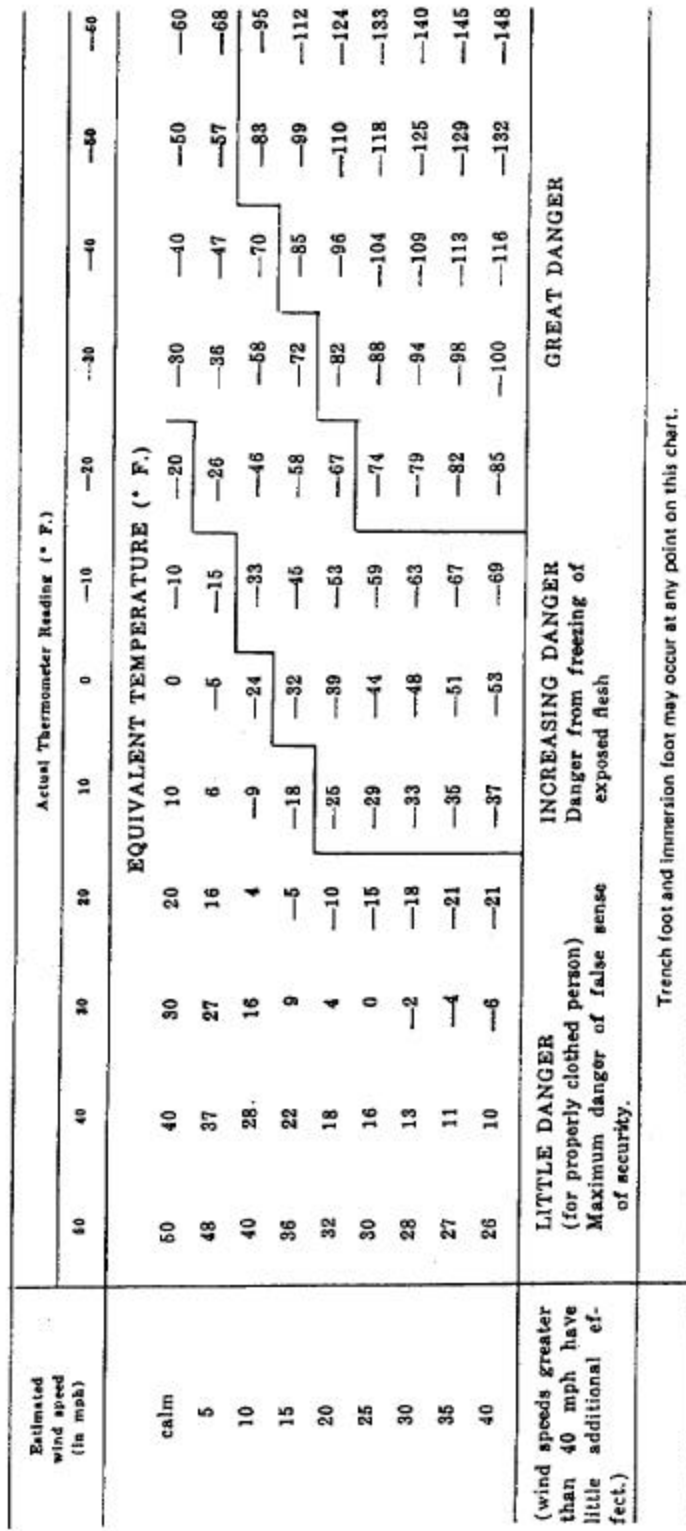 Actual Thermometer Reading (° F.)
Estimated
wind speed
(in mph)
50 40 30 20 10 0 —10 —20 —30 —40 —50 —60
EQUIVALENT TEMPERATURE (° F.)
calm 50 40 30 20 10 0 —10 —20 —30 —40 —50 —60
5 48 37 27 16 6 —5 —15 —26 —36 —47 —57 —68
10 40 28 16 4 —9 —24 —33 —46 —58 —70 —83 —95
15 36 22 9 —5 —18 —32 —45 —58 —72 —85 —99 —112
20 32 18 4 —10 —25 —39 —53 —67 —82 —96 —110 —124
25 30 16 0 —15 —29 —44 —59 —74 —88 —104 —118 —133
30 28 13 —2 —18 —33 —48 —63 —79 —94 —109 —125 —140
35 27 11 —4 —21 —35 —51 —67 —82 —98 —113 —129 —145
40 26 10 —6 —21 —37 —53 —69 —85 —100 —116 —132 —148
(wind speeds greater
than 40 mph have
little additional ef-
fect.)
LITTLE DANGER
(for properly clothed person)
Maximum danger of false sense
of security.
INCREASING DANGER
Danger from freezing of
exposed flesh
GREAT DANGER
Trench foot and immersion foot may occur at any point on this chart.